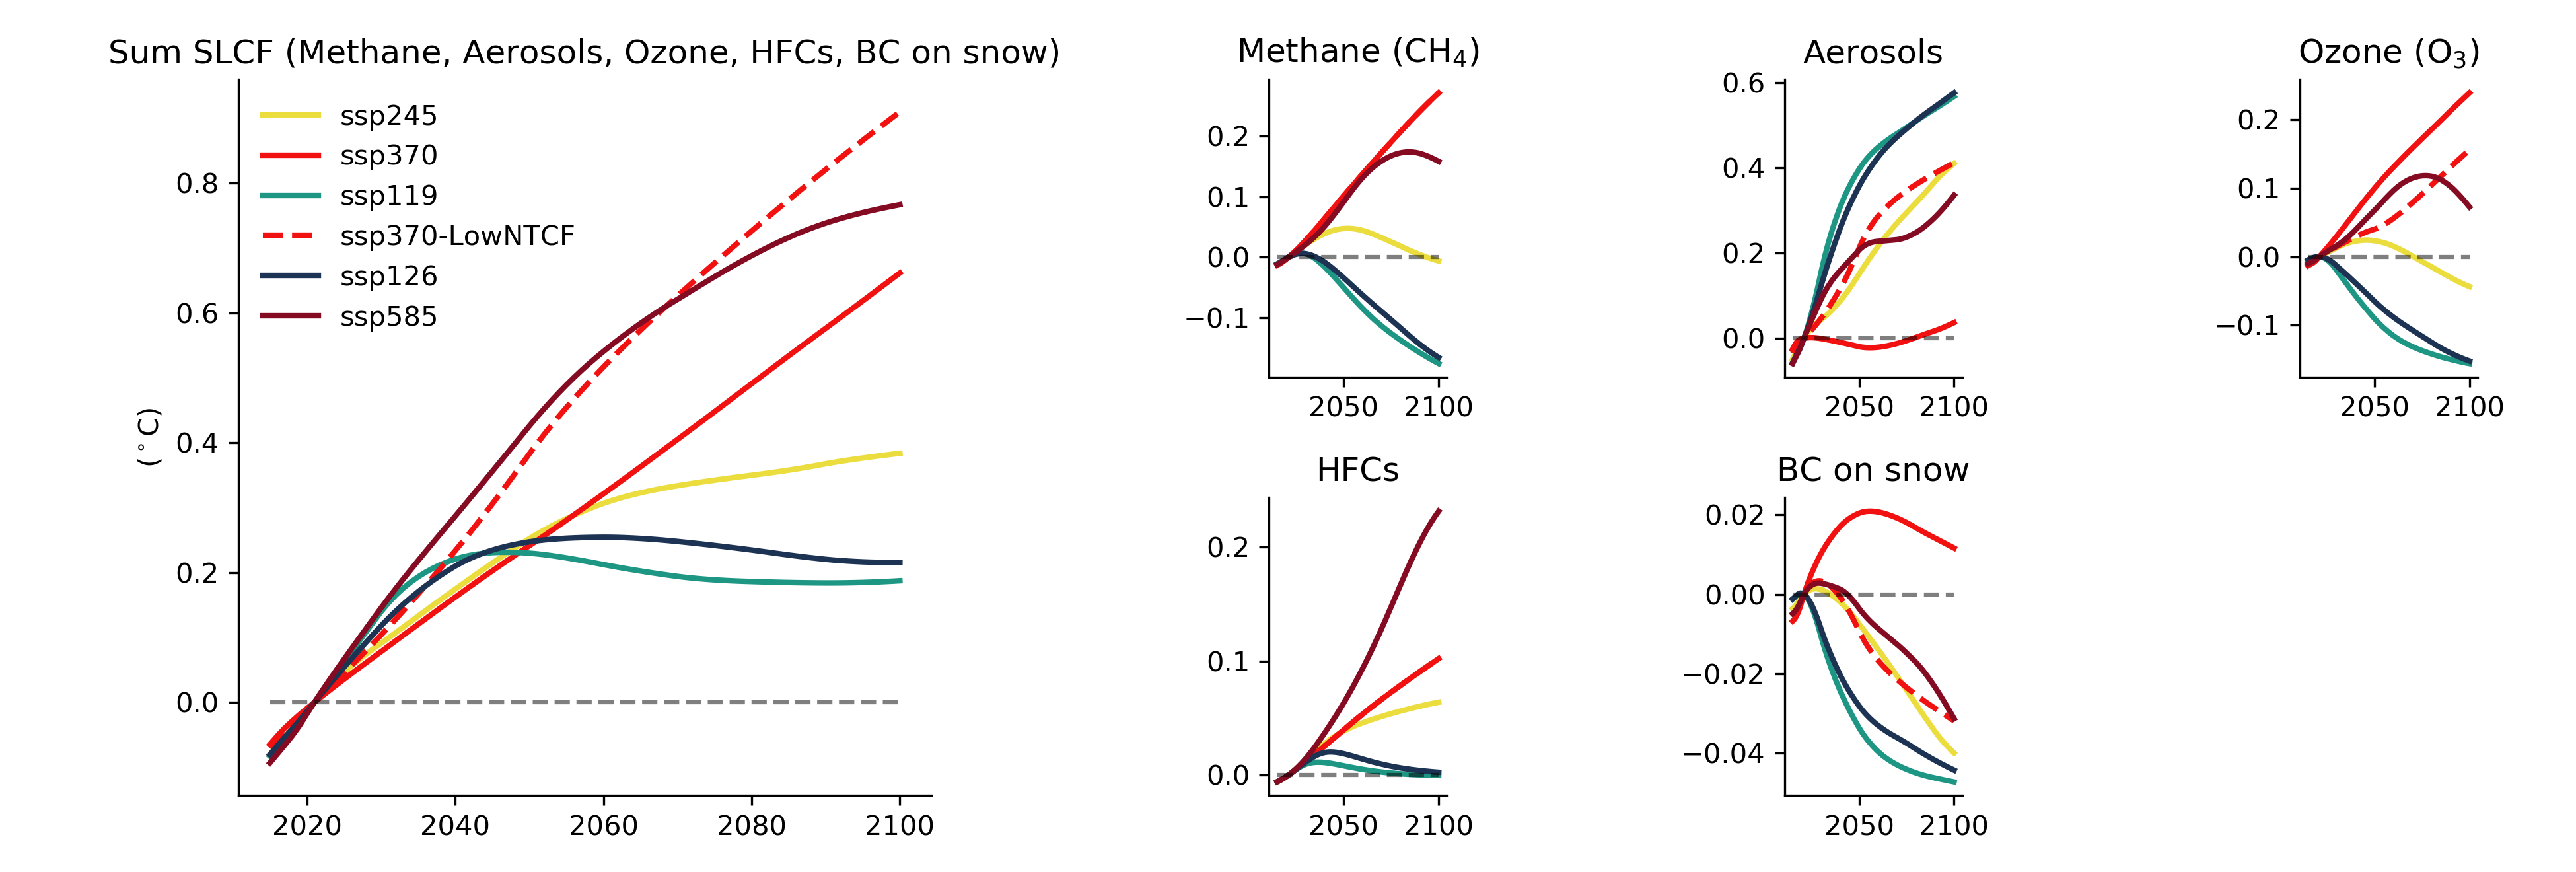 Sum SLCF (Methane, Aerosols, Ozone, HFCs, BC on snow)
ssp245
ssp370
ssp119
ssp370-LowNTCF
ssp126
ssp585
(°C)
0.8
0.6
0.4
0.2
0.0
2020 2040 2060 2080 2100
Methane (CH₄)
0.2
0.1
0.0
−0.1
2050 2100
Aerosols
0.6
0.4
0.2
0.0
2050 2100
Ozone (O₃)
0.2
0.1
0.0
−0.1
2050 2100
HFCs
0.2
0.1
0.0
2050 2100
BC on snow
0.02
0.00
−0.02
−0.04
2050 2100